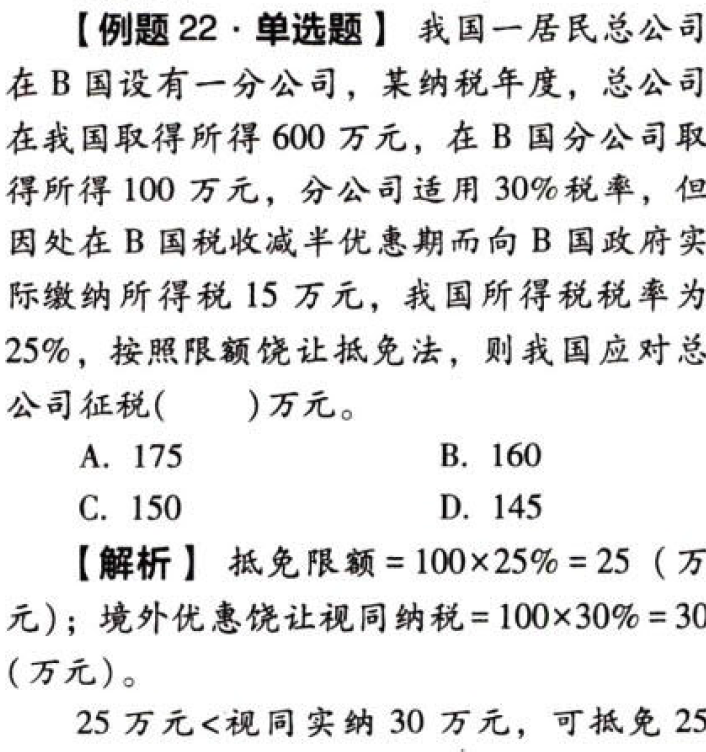 【例题 22 · 单选题】 我国一居民总公司
在 B 国设有一分公司，某纳税年度，总公司
在我国取得所得 600 万元，在 B 国分公司取
得所得 100 万元，分公司适用 30%税率，但
因处在 B 国税收减半优惠期而向 B 国政府实
际缴纳所得税 15 万元，我国所得税税率为
25%，按照限额饶让抵免法，则我国应对总
公司征税(　　)万元。
A. 175　　B. 160
C. 150　　D. 145
【解析】 抵免限额 = 100×25% = 25（万
元）；境外优惠饶让视同纳税 = 100×30% = 30
(万元)。
25 万元<视同实纳 30 万元，可抵免 25